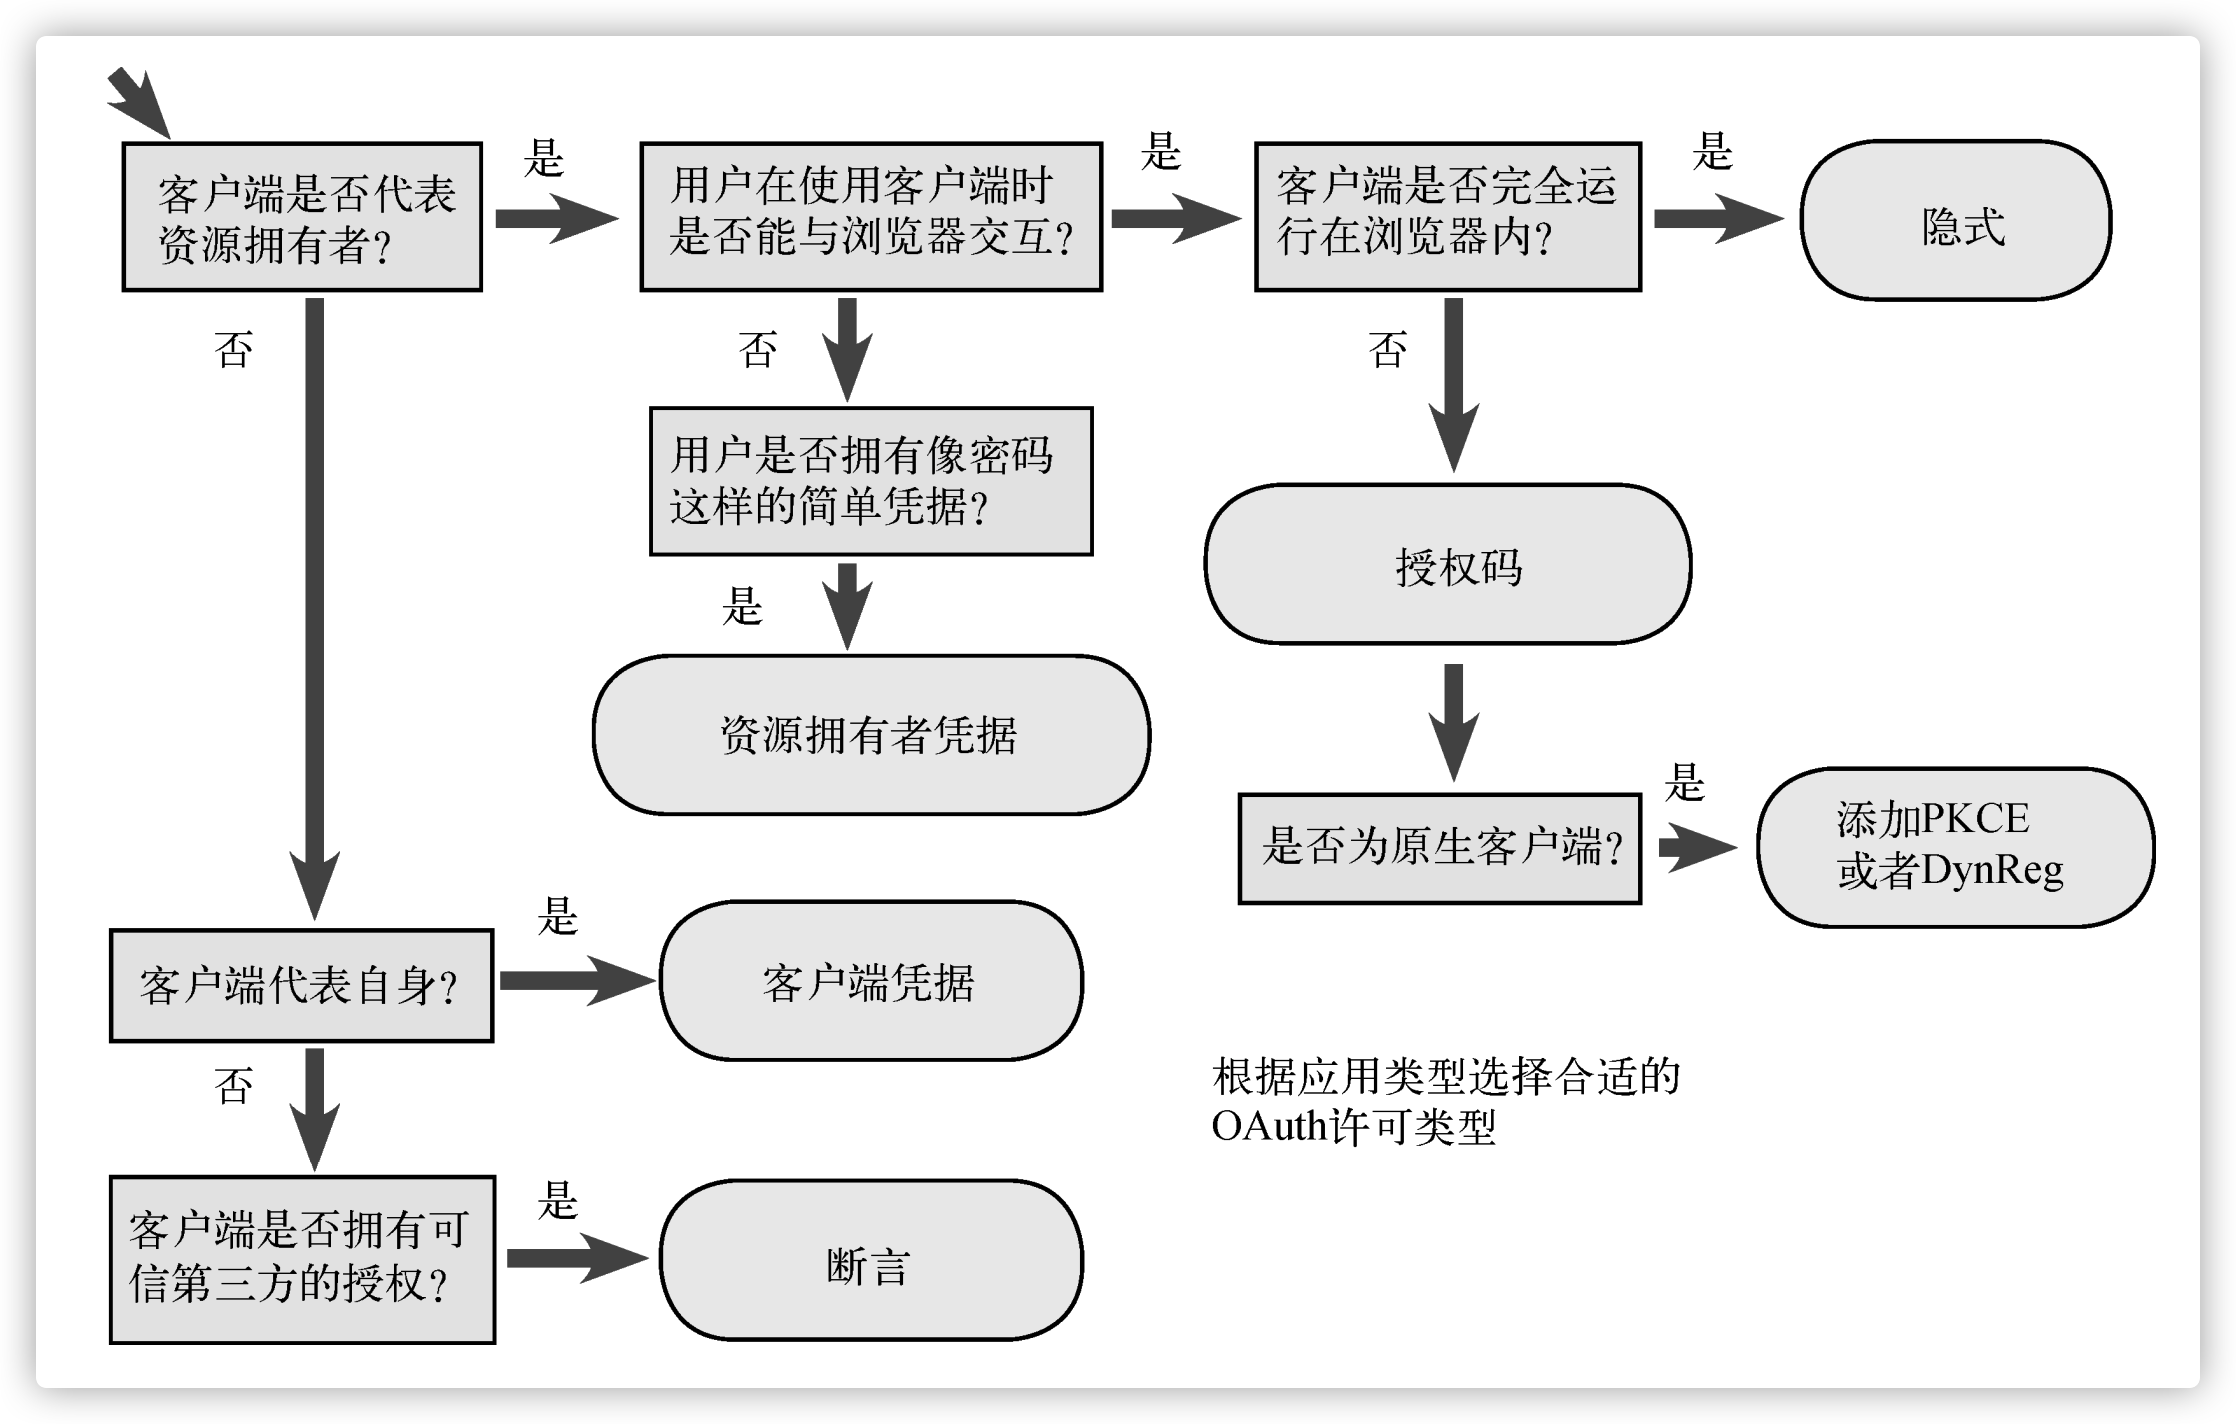 客户端是否代表
资源拥有者?
是
用户在使用客户端时
是否能与浏览器交互?
是
客户端是否完全运
行在浏览器内?
是
隐式
否
否
否
用户是否拥有像密码
这样的简单凭据?
授权码
是
资源拥有者凭据
是否为原生客户端?
是
添加PKCE
或者DynReg
客户端代表自身?
是
客户端凭据
否
根据应用类型选择合适的
OAuth许可类型
客户端是否拥有可
信第三方的授权?
是
断言